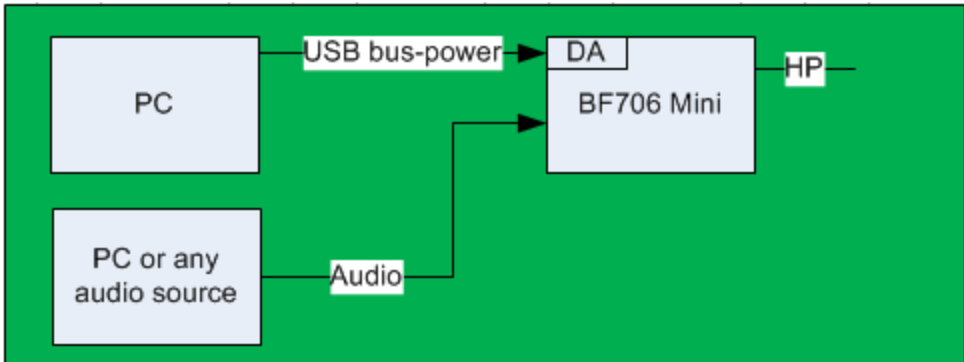 PC
USB bus-power
DA
BF706 Mini
HP
PC or any
audio source
Audio